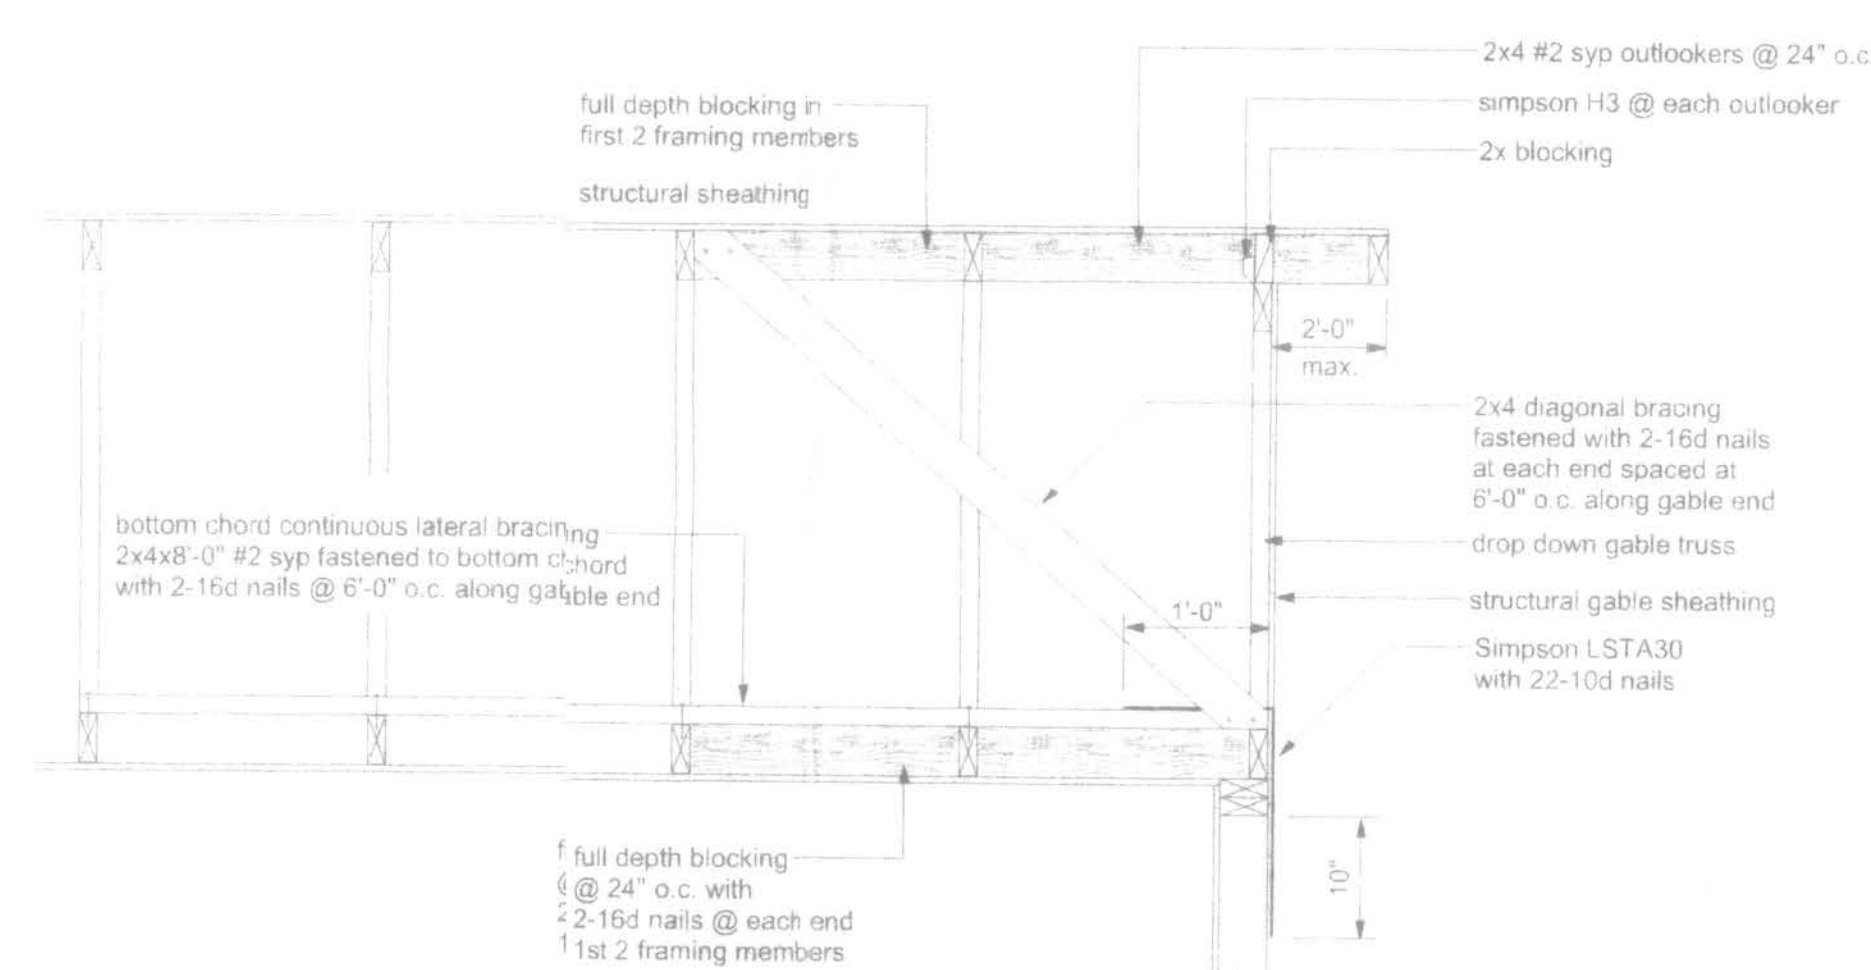 full depth blocking in
first 2 framing members
structural sheathing
2x4 #2 syp outlookers @ 24" o.c
simpson H3 @ each outlooker
2x blocking
2'-0"
max.
2x4 diagonal bracing
fastened with 2-16d nails
at each end spaced at
6'-0" o.c. along gable end
drop down gable truss
structural gable sheathing
Simpson LSTA30
with 22-10d nails
1'-0"
bottom chord continuous lateral bracing
2x4x8'-0" #2 syp fastened to bottom chord
with 2-16d nails @ 6'-0" o.c. along gable end
full depth blocking
@ 24" o.c. with
2-16d nails @ each end
1st 2 framing members
10"